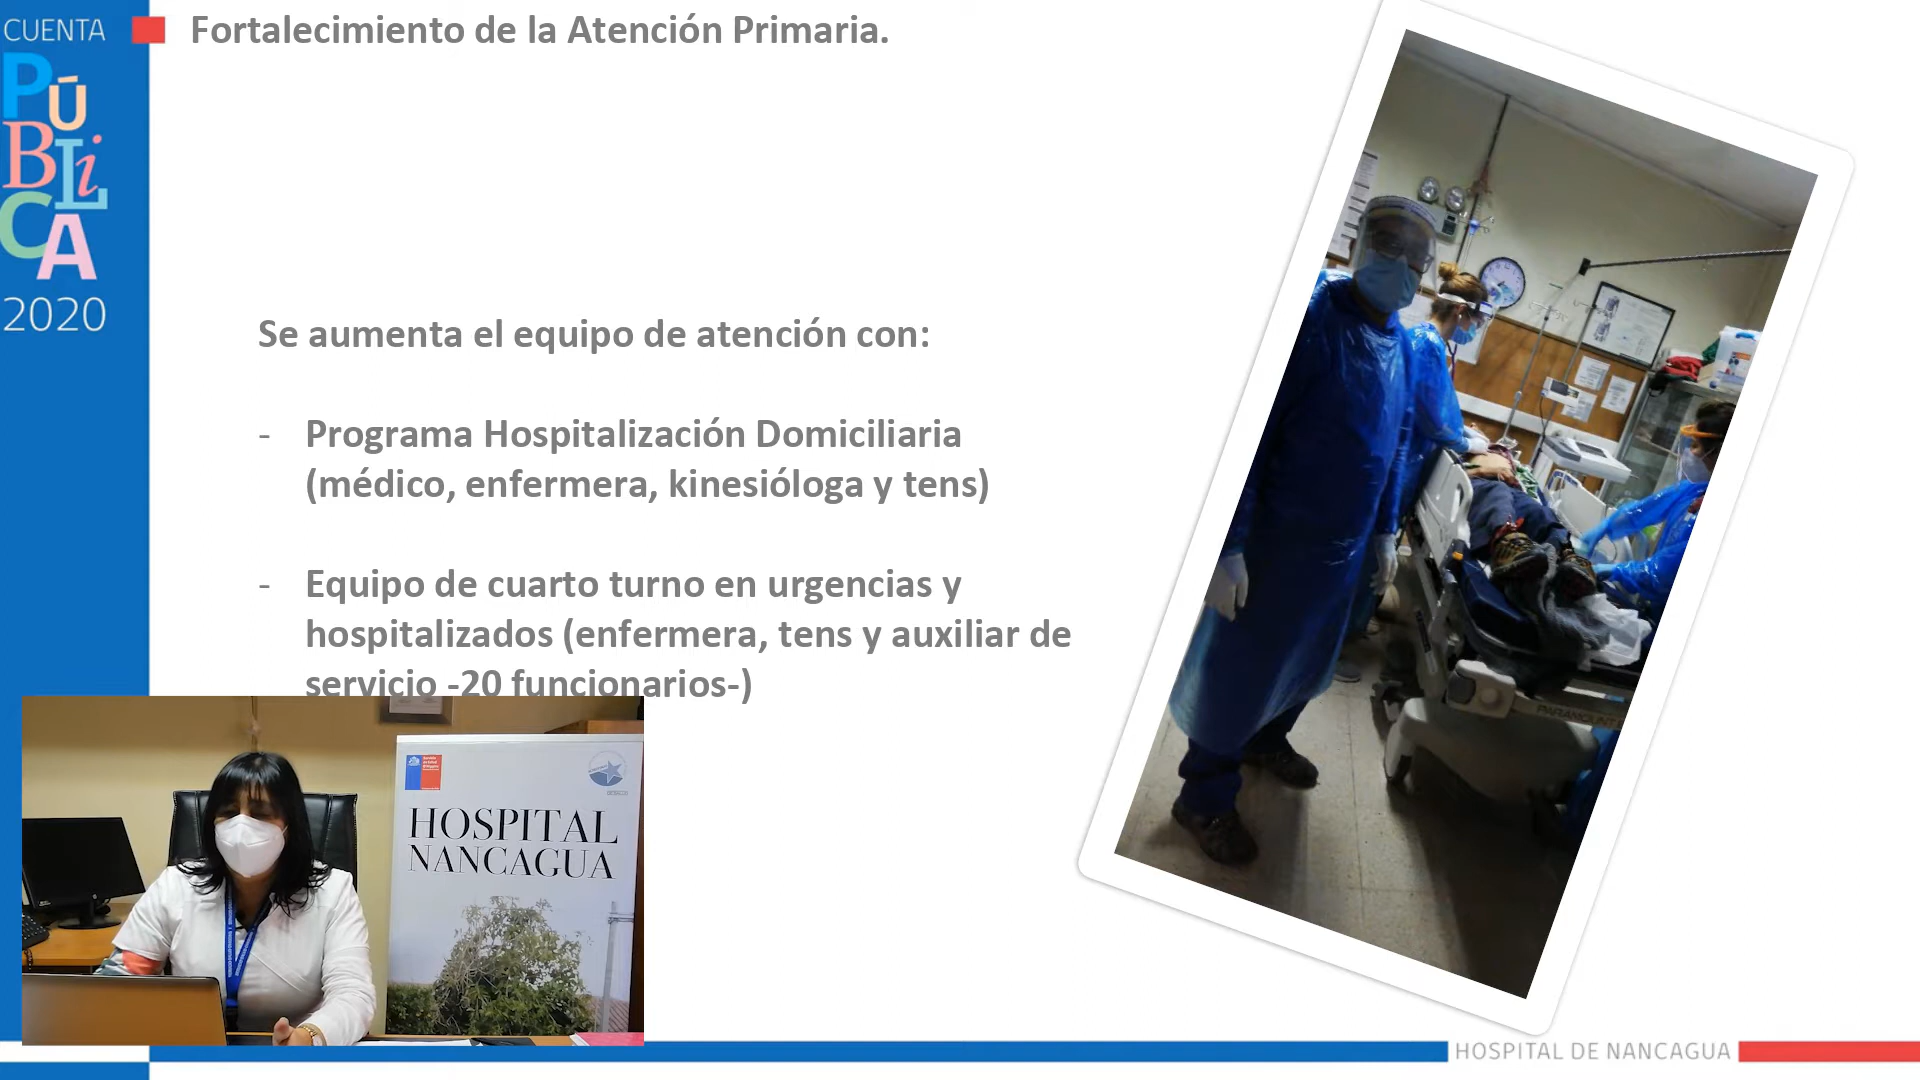 CUENTA
PÚBLiCA
2020
Fortalecimiento de la Atención Primaria.
Se aumenta el equipo de atención con:
- Programa Hospitalización Domiciliaria
(médico, enfermera, kinesióloga y tens)
- Equipo de cuarto turno en urgencias y
hospitalizados (enfermera, tens y auxiliar de
servicio -20 funcionarios-)
HOSPITAL
NANCAGUA
PARAMOUNT
HOSPITAL DE NANCAGUA